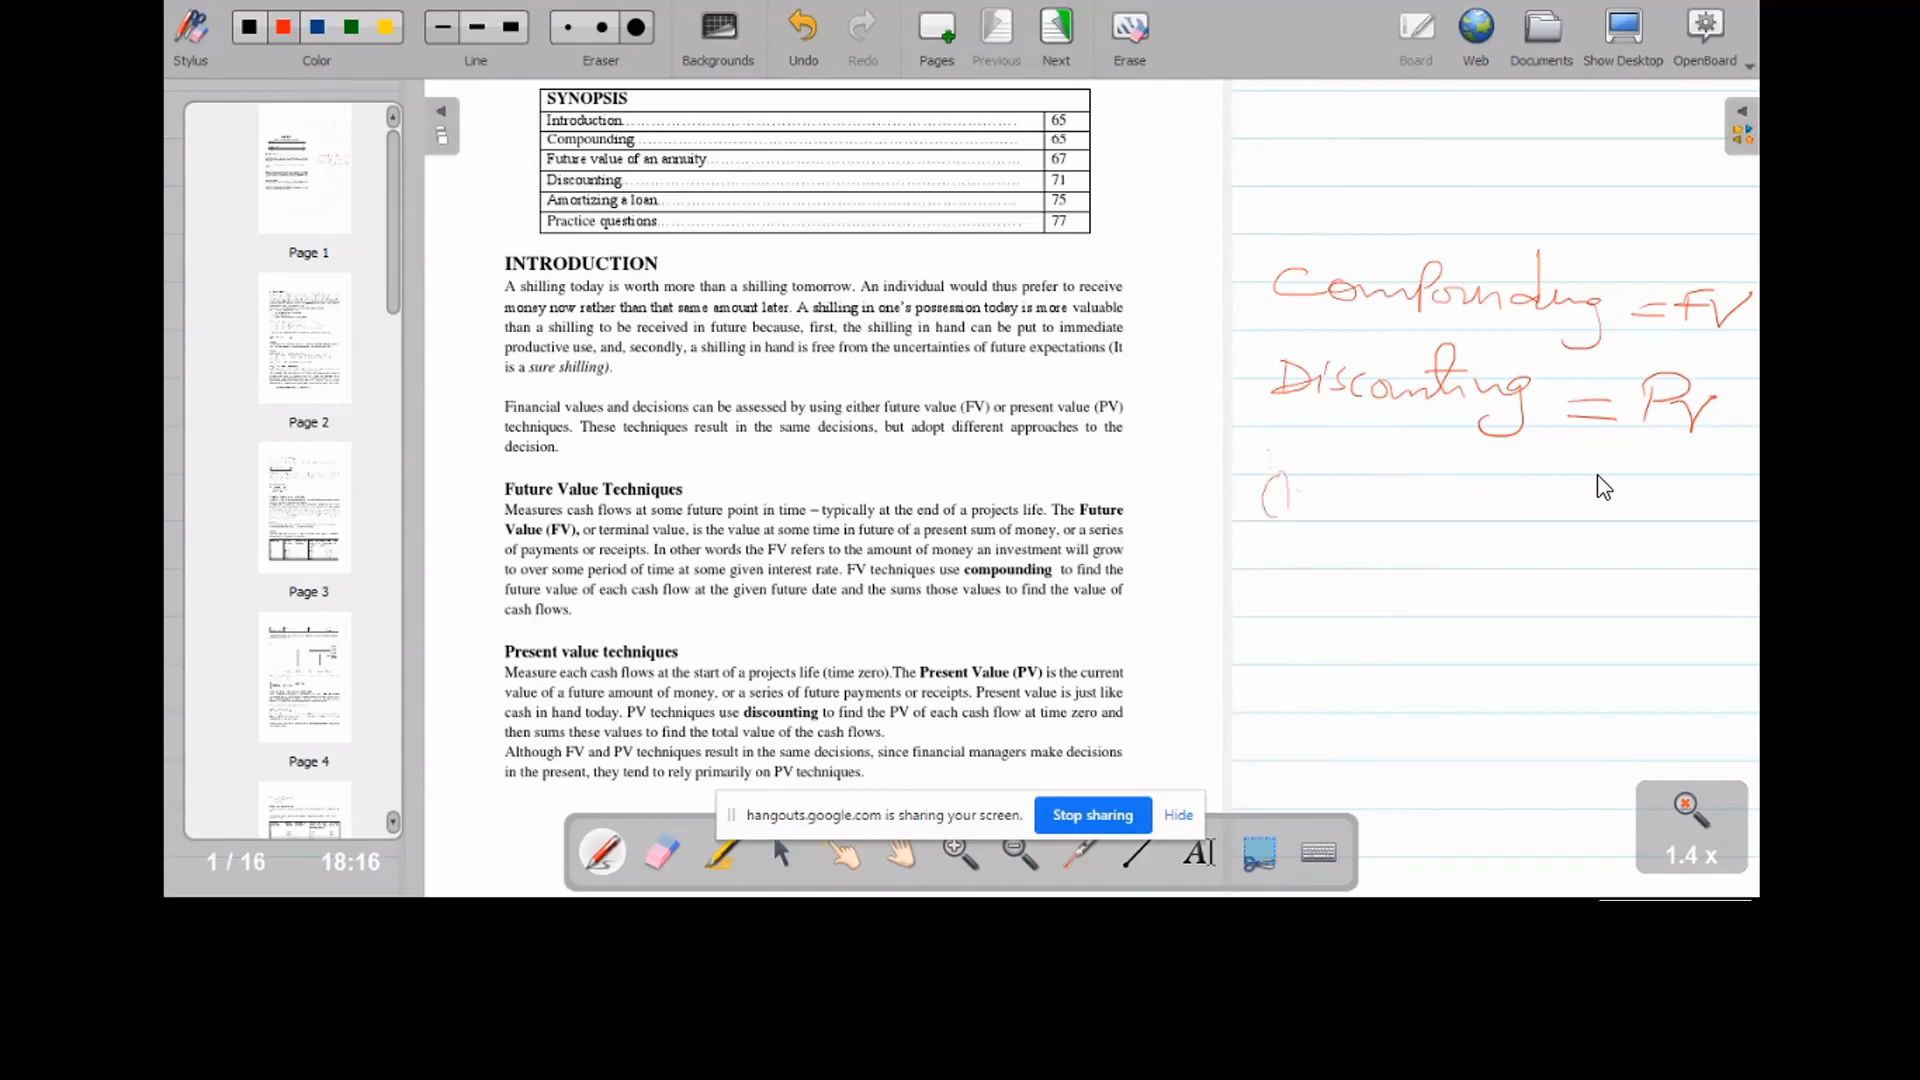 Stylus
Color
Line
Eraser
Backgrounds
Undo
Redo
Pages
Previous
Next
Erase
Board
Web
Documents
Show Desktop
OpenBoard
Page 1
Page 2
Page 3
Page 4
1 / 16
18:16
SYNOPSIS
Introduction 65
Compounding 65
Future value of an annuity 67
Discounting 71
Amortizing a loan 75
Practice questions 77
INTRODUCTION
A shilling today is worth more than a shilling tomorrow. An individual would thus prefer to receive
money now rather than that same amount later. A shilling in one's possession today is more valuable
than a shilling to be received in future because, first, the shilling in hand can be put to immediate
productive use, and, secondly, a shilling in hand is free from the uncertainties of future expectations (It
is a sure shilling).
Financial values and decisions can be assessed by using either future value (FV) or present value (PV)
techniques. These techniques result in the same decisions, but adopt different approaches to the
decision.
Future Value Techniques
Measures cash flows at some future point in time – typically at the end of a projects life. The Future
Value (FV), or terminal value, is the value at some time in future of a present sum of money, or a series
of payments or receipts. In other words the FV refers to the amount of money an investment will grow
to over some period of time at some given interest rate. FV techniques use compounding to find the
future value of each cash flow at the given future date and the sums those values to find the value of
cash flows.
Present value techniques
Measure each cash flows at the start of a projects life (time zero).The Present Value (PV) is the current
value of a future amount of money, or a series of future payments or receipts. Present value is just like
cash in hand today. PV techniques use discounting to find the PV of each cash flow at time zero and
then sums these values to find the total value of the cash flows.
Although FV and PV techniques result in the same decisions, since financial managers make decisions
in the present, they tend to rely primarily on PV techniques.
Compounding = FV
Discounting = PV
hangouts.google.com is sharing your screen.
Stop sharing
Hide
1.4 x